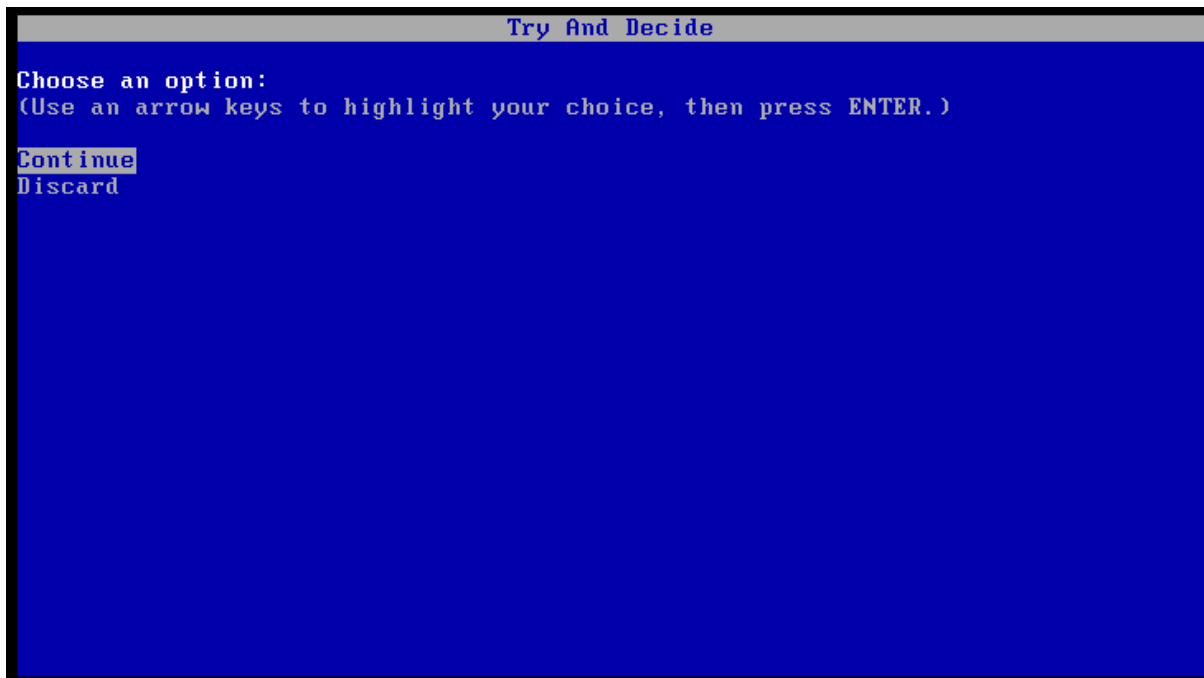 Try And Decide
Choose an option:
(Use an arrow keys to highlight your choice, then press ENTER.)
Continue
Discard